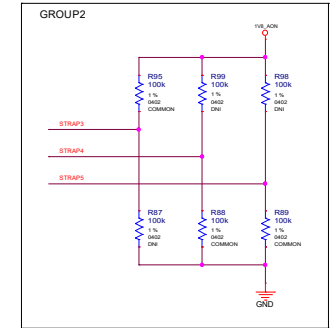 GROUP2
1V8_AON
R95
100k
1 %
0402
COMMON
R99
100k
1 %
0402
DNI
R98
100k
1 %
0402
DNI
STRAP3
STRAP4
STRAP5
R87
100k
1 %
0402
DNI
R88
100k
1 %
0402
COMMON
R89
100k
1 %
0402
COMMON
GND